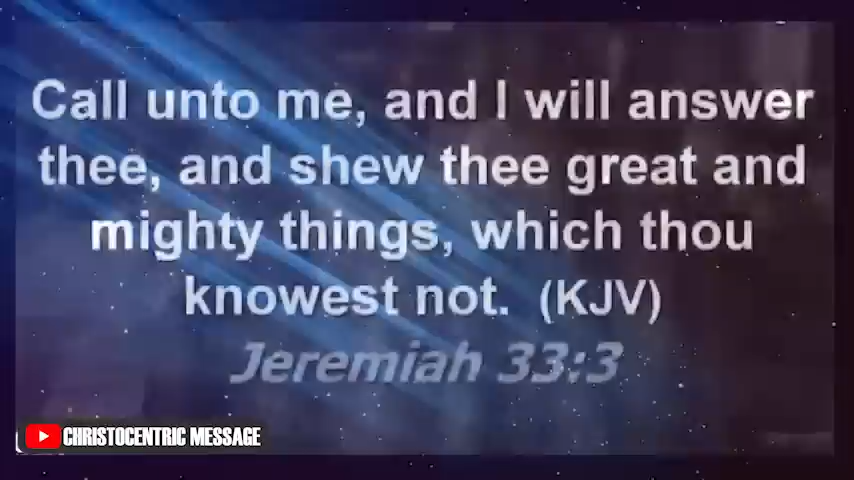 Call unto me, and I will answer
thee, and shew thee great and
mighty things, which thou
knowest not. (KJV)
Jeremiah 33:3
CHRISTOCENTRIC MESSAGE